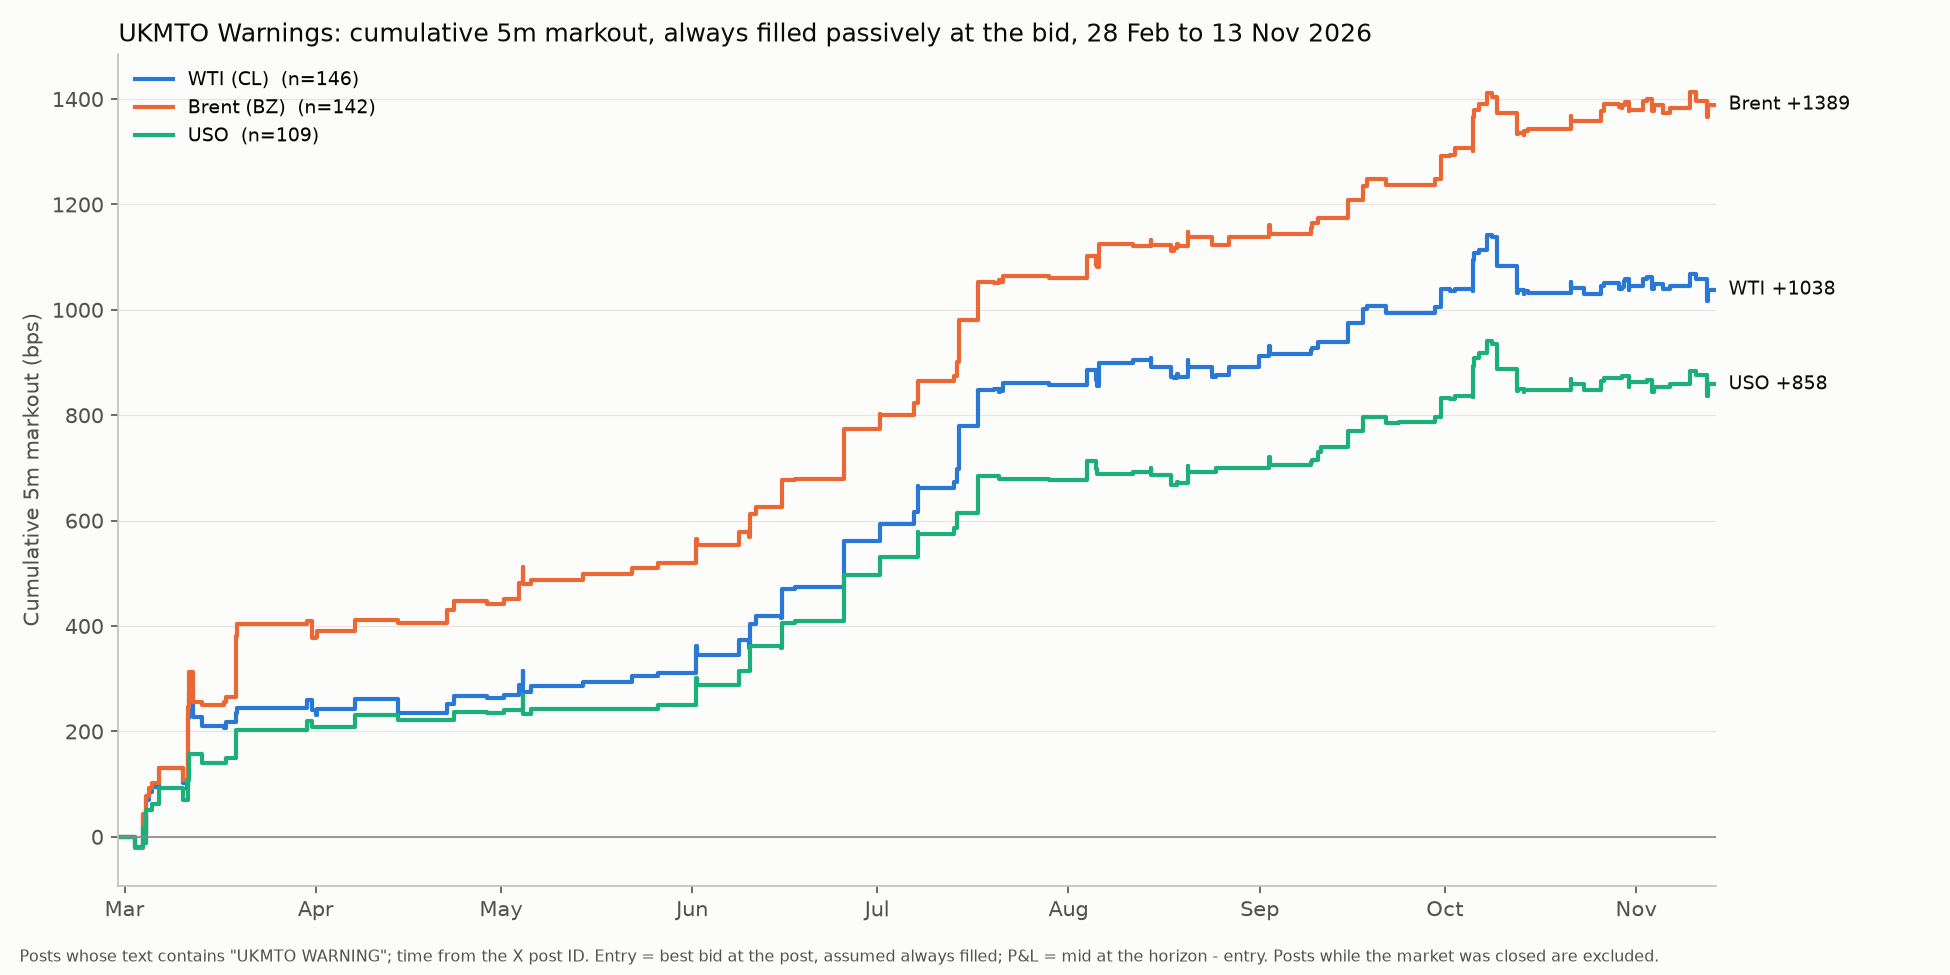 UKMTO Warnings: cumulative 5m markout, always filled passively at the bid, 28 Feb to 13 Nov 2026
WTI (CL)  (n=146)
Brent (BZ)  (n=142)
USO  (n=109)
Cumulative 5m markout (bps)
1400
1200
1000
800
600
400
200
0
Brent +1389
WTI +1038
USO +858
Mar Apr May Jun Jul Aug Sep Oct Nov
Posts whose text contains "UKMTO WARNING"; time from the X post ID. Entry = best bid at the post, assumed always filled; P&L = mid at the horizon - entry. Posts while the market was closed are excluded.